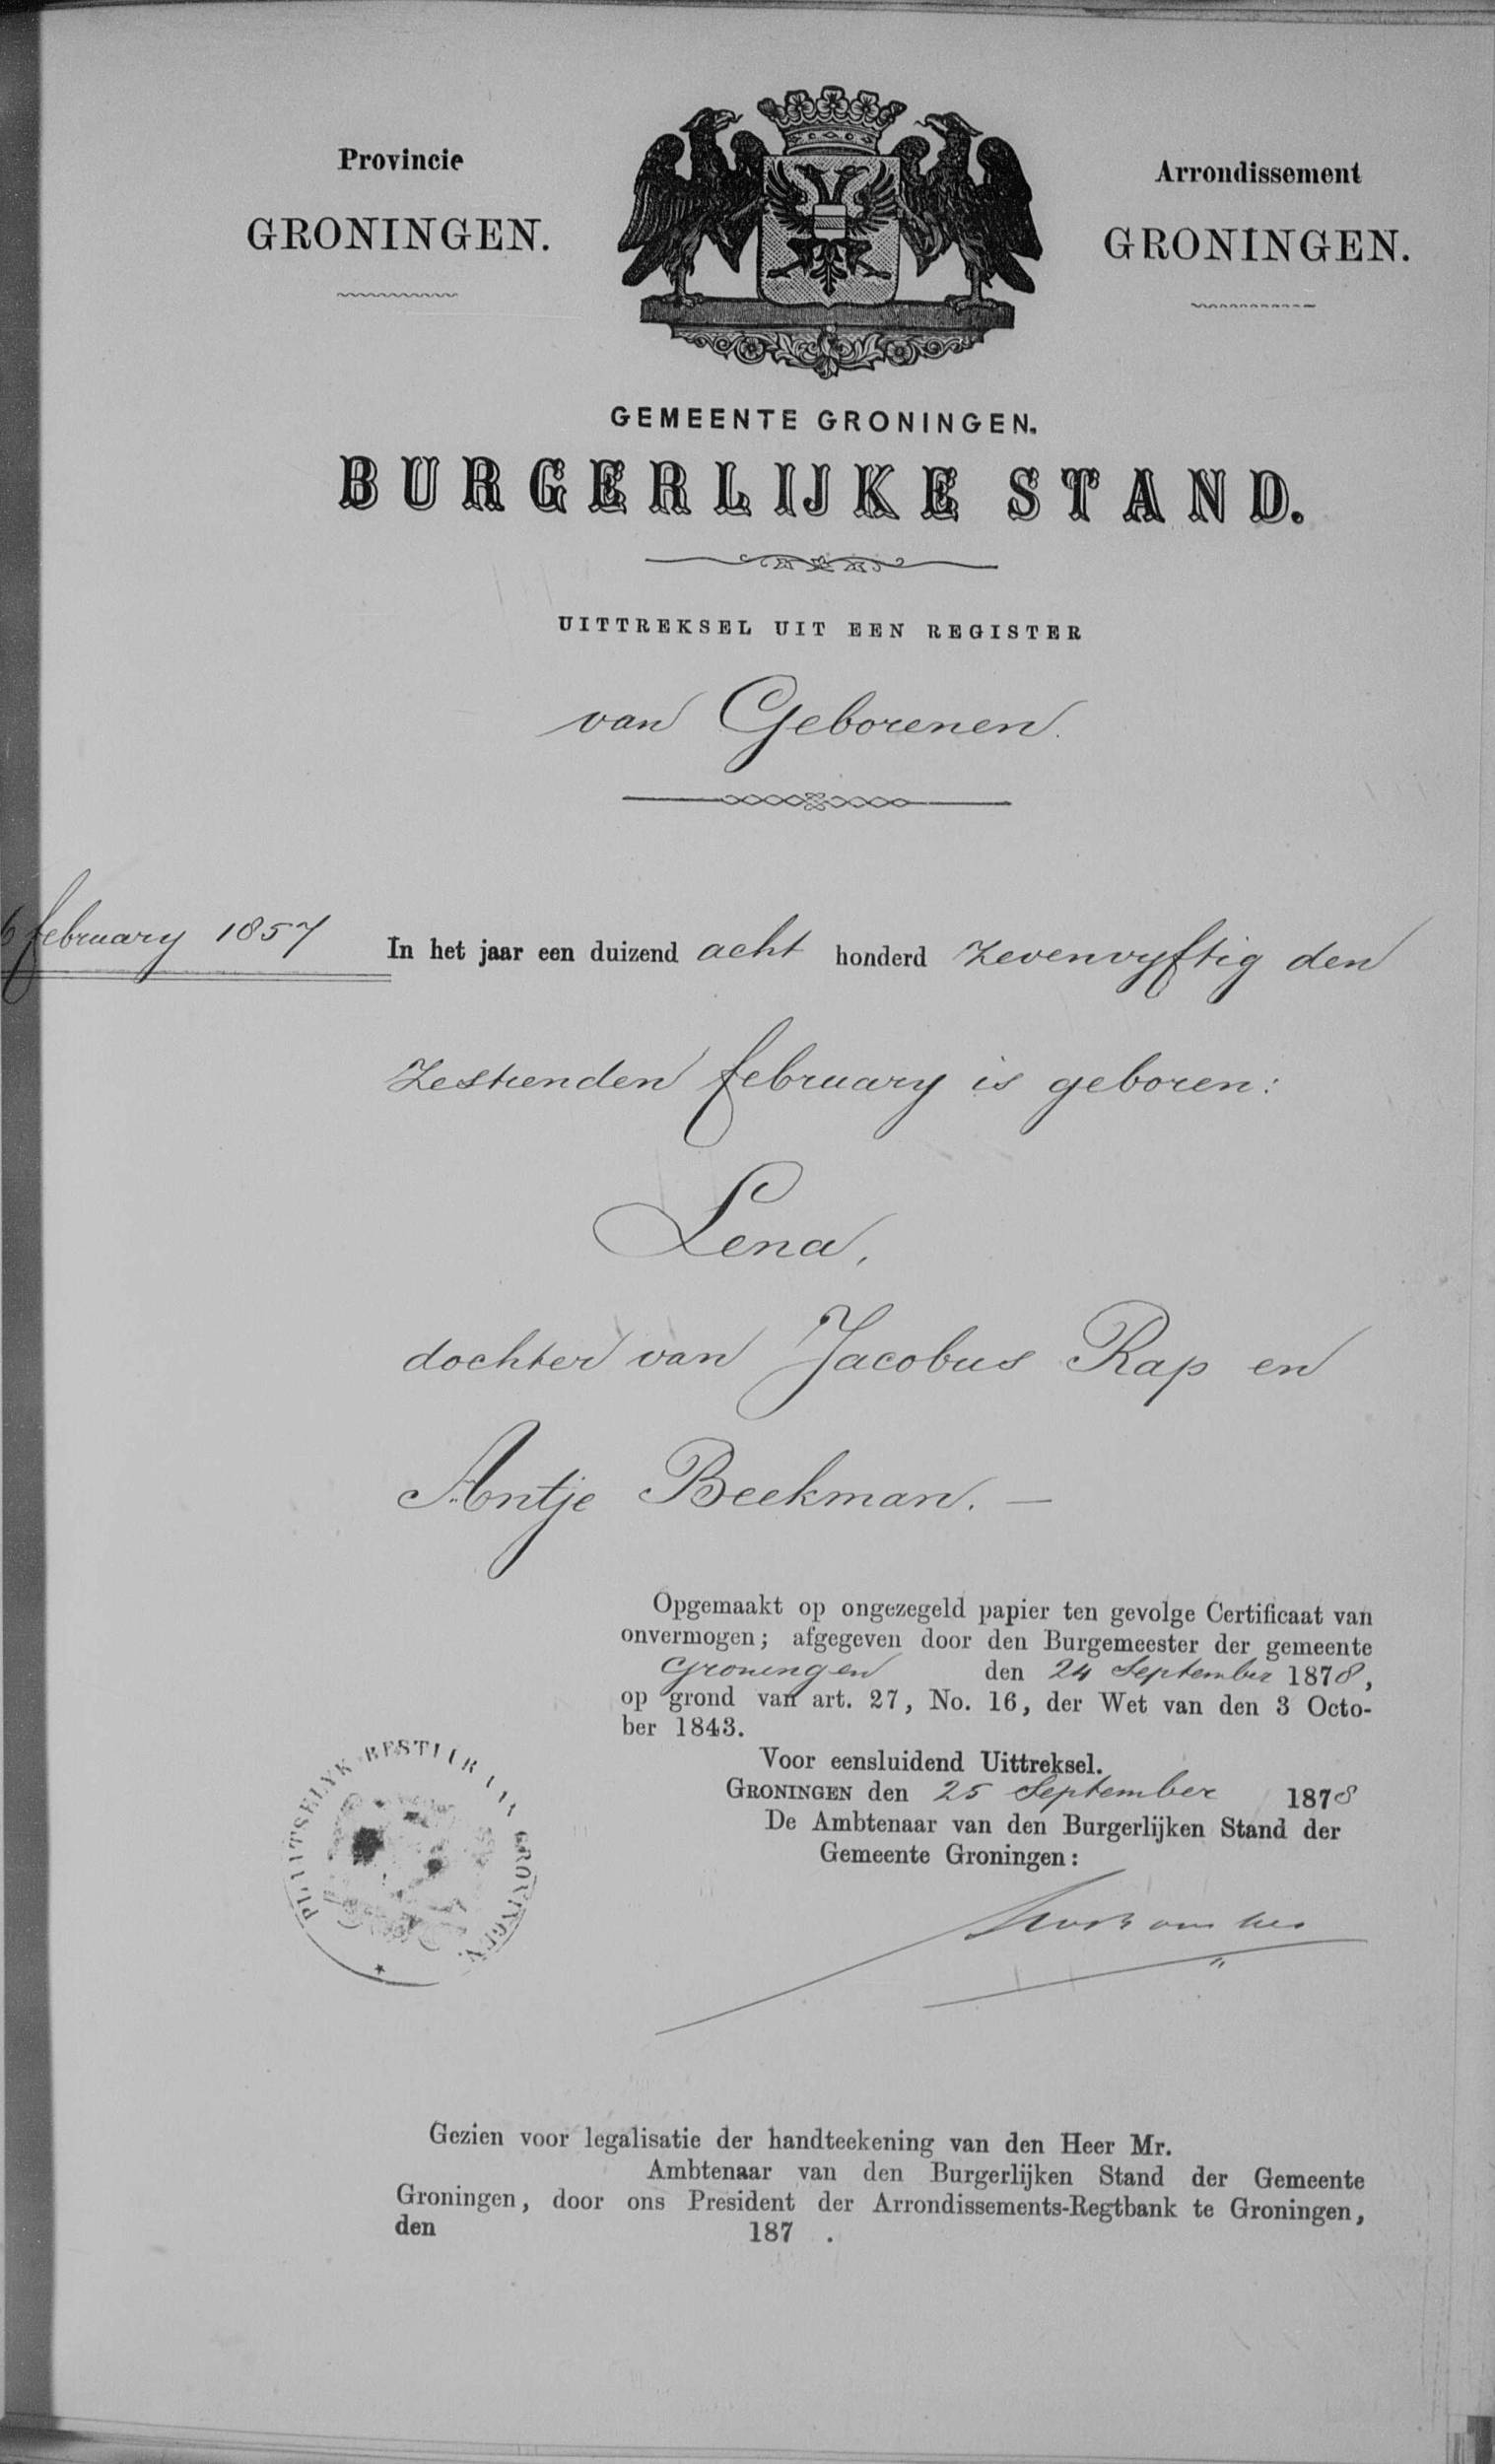 Provincie
GRONINGEN.
Arrondissement
GRONINGEN.
GEMEENTE GRONINGEN.
BURGERLIJKE STAND.
UITTREKSEL UIT EEN REGISTER
van Geborenen.
6 february 1857
In het jaar een duizend acht honderd zevenvyftig den
zestienden february is geboren:
Lena,
dochter van Jacobus Rap en
Antje Beekman. —
Opgemaakt op ongezegeld papier ten gevolge Certificaat van
onvermogen; afgegeven door den Burgemeester der gemeente
Groningen den 24 September 1878,
op grond van art. 27, No. 16, der Wet van den 3 Octo-
ber 1843.
Voor eensluidend Uittreksel.
GRONINGEN den 25 September 1878
De Ambtenaar van den Burgerlijken Stand der
Gemeente Groningen:
PLAATSELYK BESTUUR VAN GRONINGEN.
Gezien voor legalisatie der handteekening van den Heer Mr.
Ambtenaar van den Burgerlijken Stand der Gemeente
Groningen, door ons President der Arrondissements-Regtbank te Groningen,
den 187 .